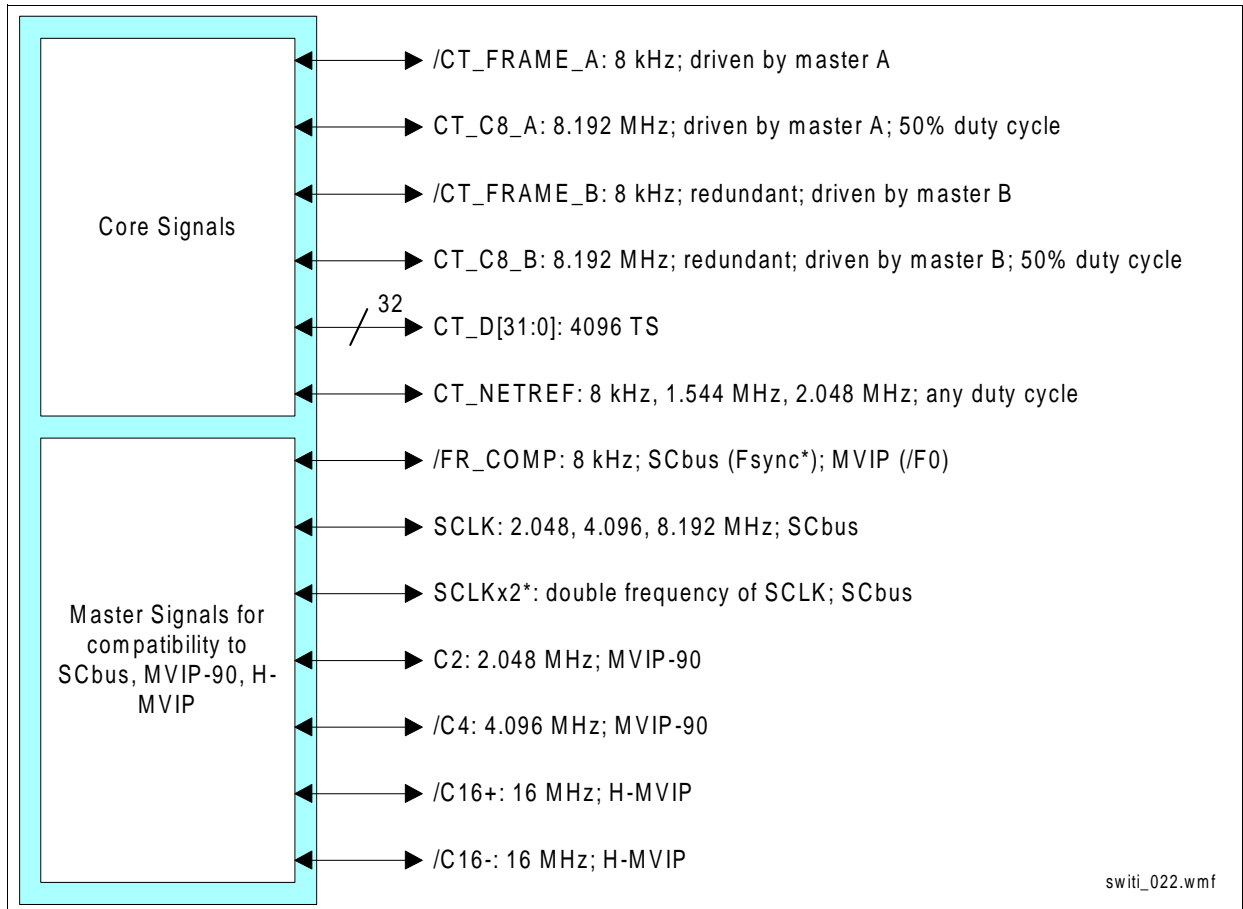 /CT_FRAME_A: 8 kHz; driven by master A
CT_C8_A: 8.192 MHz; driven by master A; 50% duty cycle
/CT_FRAME_B: 8 kHz; redundant; driven by master B
Core Signals
CT_C8_B: 8.192 MHz; redundant; driven by master B; 50% duty cycle
32
CT_D[31:0]: 4096 TS
CT_NETREF: 8 kHz, 1.544 MHz, 2.048 MHz; any duty cycle
/FR_COMP: 8 kHz; SCbus (Fsync*); MVIP (/F0)
SCLK: 2.048, 4.096, 8.192 MHz; SCbus
SCLKx2*: double frequency of SCLK; SCbus
Master Signals for
compatibility to
SCbus, MVIP-90, H-
MVIP
C2: 2.048 MHz; MVIP-90
/C4: 4.096 MHz; MVIP-90
/C16+: 16 MHz; H-MVIP
/C16-: 16 MHz; H-MVIP
switi_022.wmf